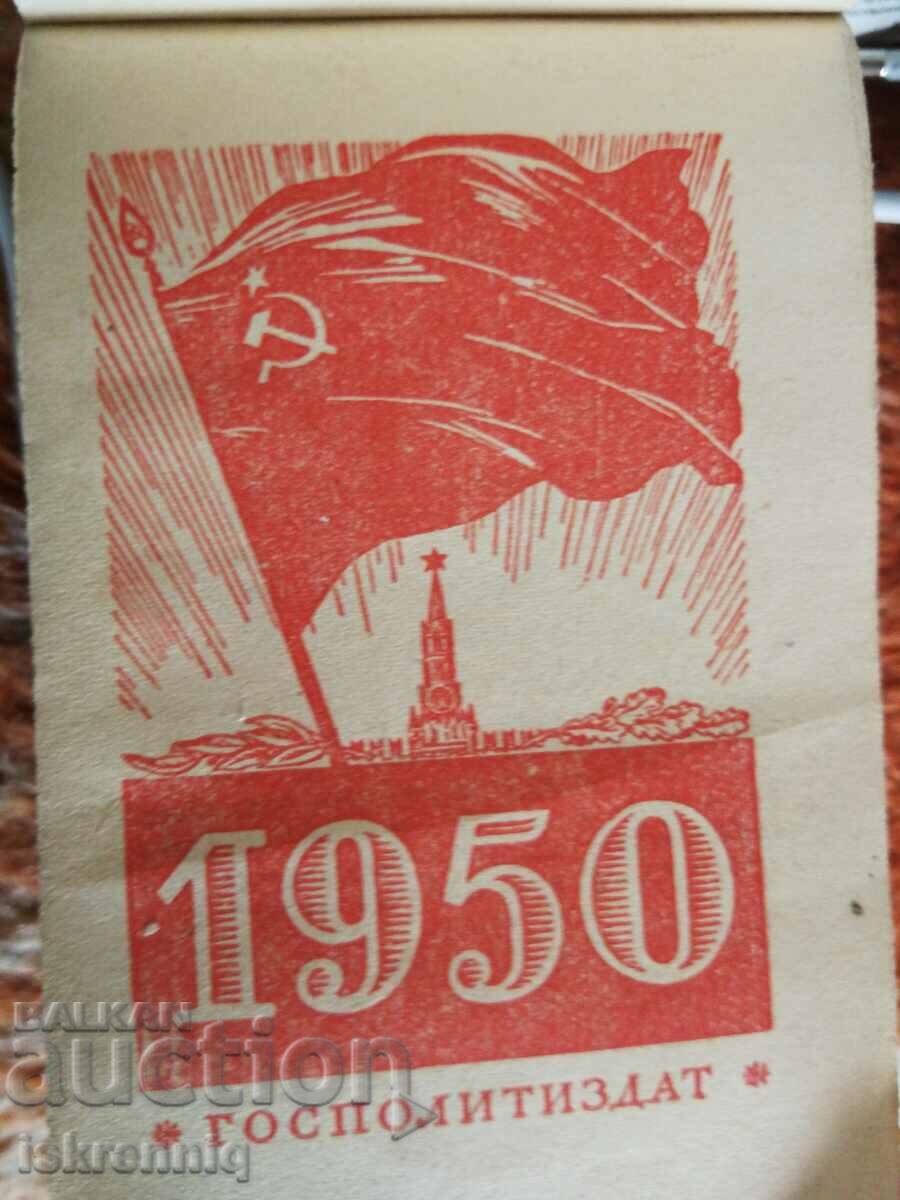 1950
* ГОСПОЛИТИЗДАТ *
BALKAN
auction
iskrenniq